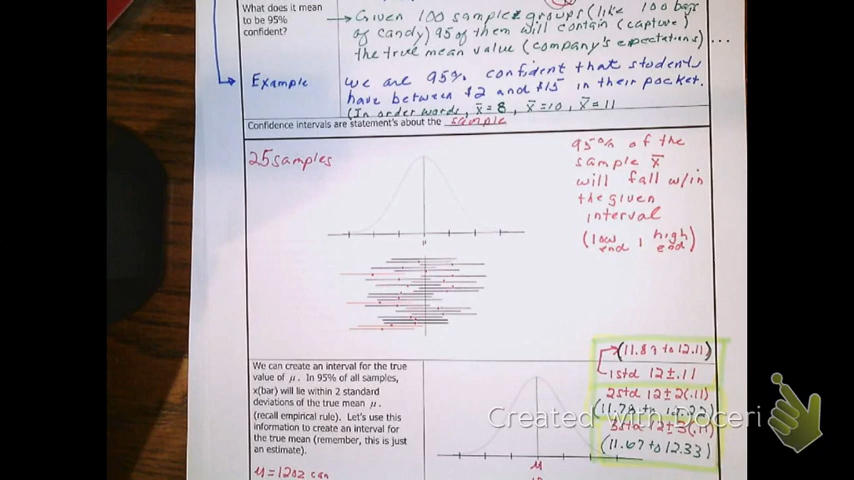 What does it mean
to be 95%
confident?
→ Given 100 sample groups (like 100 bags
of candy) 95 of them will contain (capture)
the true mean value (company's expectations) ...
Example
we are 95% confident that students
have between $2 and $15 in their pocket.
(In order words, x̄ = 8, x̄ = 10, x̄ = 11
Confidence intervals are statement's about the sample
25 samples
95% of the
sample x̄
will fall w/in
the given
interval
(low end, high end)
μ
We can create an interval for the true
value of μ. In 95% of all samples,
x(bar) will lie within 2 standard
deviations of the true mean μ.
(recall empirical rule). Let's use this
information to create an interval for
the true mean (remember, this is just
an estimate).
μ = 12oz can
(11.89 to 12.11)
1std 12 ± .11
2std 12 ± 2(.11)
(11.78 to 12.22)
3std 12 ± 3(.11)
(11.67 to 12.33)
μ
Created with Doceri